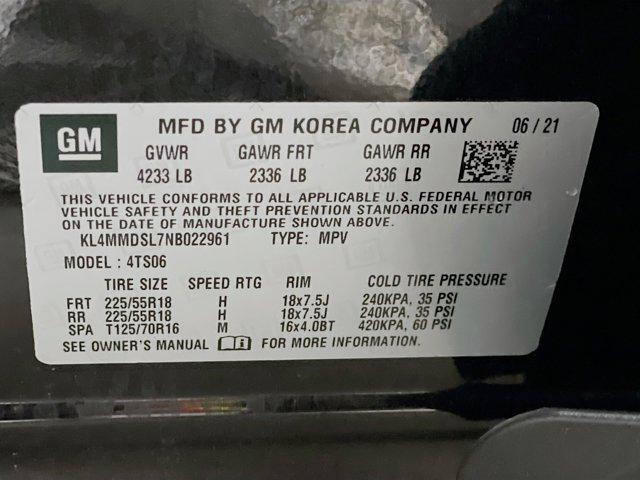 GM
MFD BY GM KOREA COMPANY 06 / 21
GVWR GAWR FRT GAWR RR
4233 LB 2336 LB 2336 LB
THIS VEHICLE CONFORMS TO ALL APPLICABLE U.S. FEDERAL MOTOR
VEHICLE SAFETY AND THEFT PREVENTION STANDARDS IN EFFECT
ON THE DATE OF MANUFACTURE SHOWN ABOVE.
KL4MMDSL7NB022961 TYPE: MPV
MODEL : 4TS06
TIRE SIZE SPEED RTG RIM COLD TIRE PRESSURE
FRT 225/55R18 H 18x7.5J 240KPA, 35 PSI
RR 225/55R18 H 18x7.5J 240KPA, 35 PSI
SPA T125/70R16 M 16x4.0BT 420KPA, 60 PSI
SEE OWNER'S MANUAL FOR MORE INFORMATION.